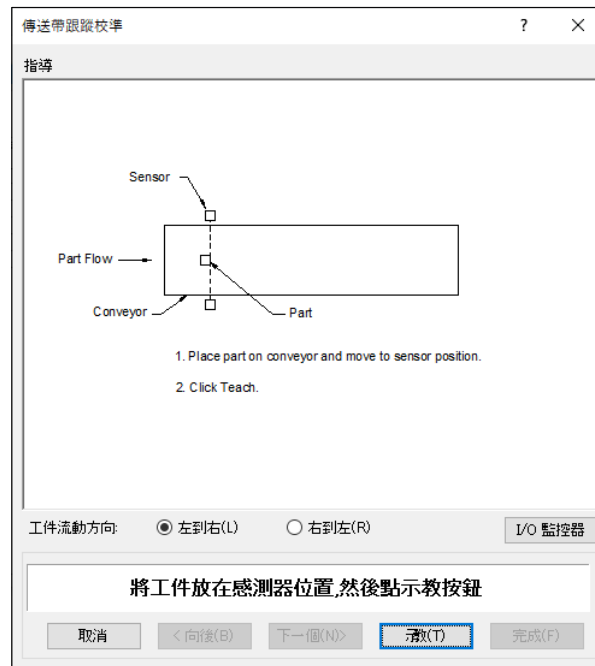 傳送帶跟蹤校準
?
指導
Sensor
Part Flow
Conveyor
Part
1. Place part on conveyor and move to sensor position.
2. Click Teach.
工件流動方向: 左到右(L) 右到左(R) I/O 監控器
將工件放在感測器位置,然後點示教按鈕
取消 < 向後(B) 下一個(N)> 示教(T) 完成(F)